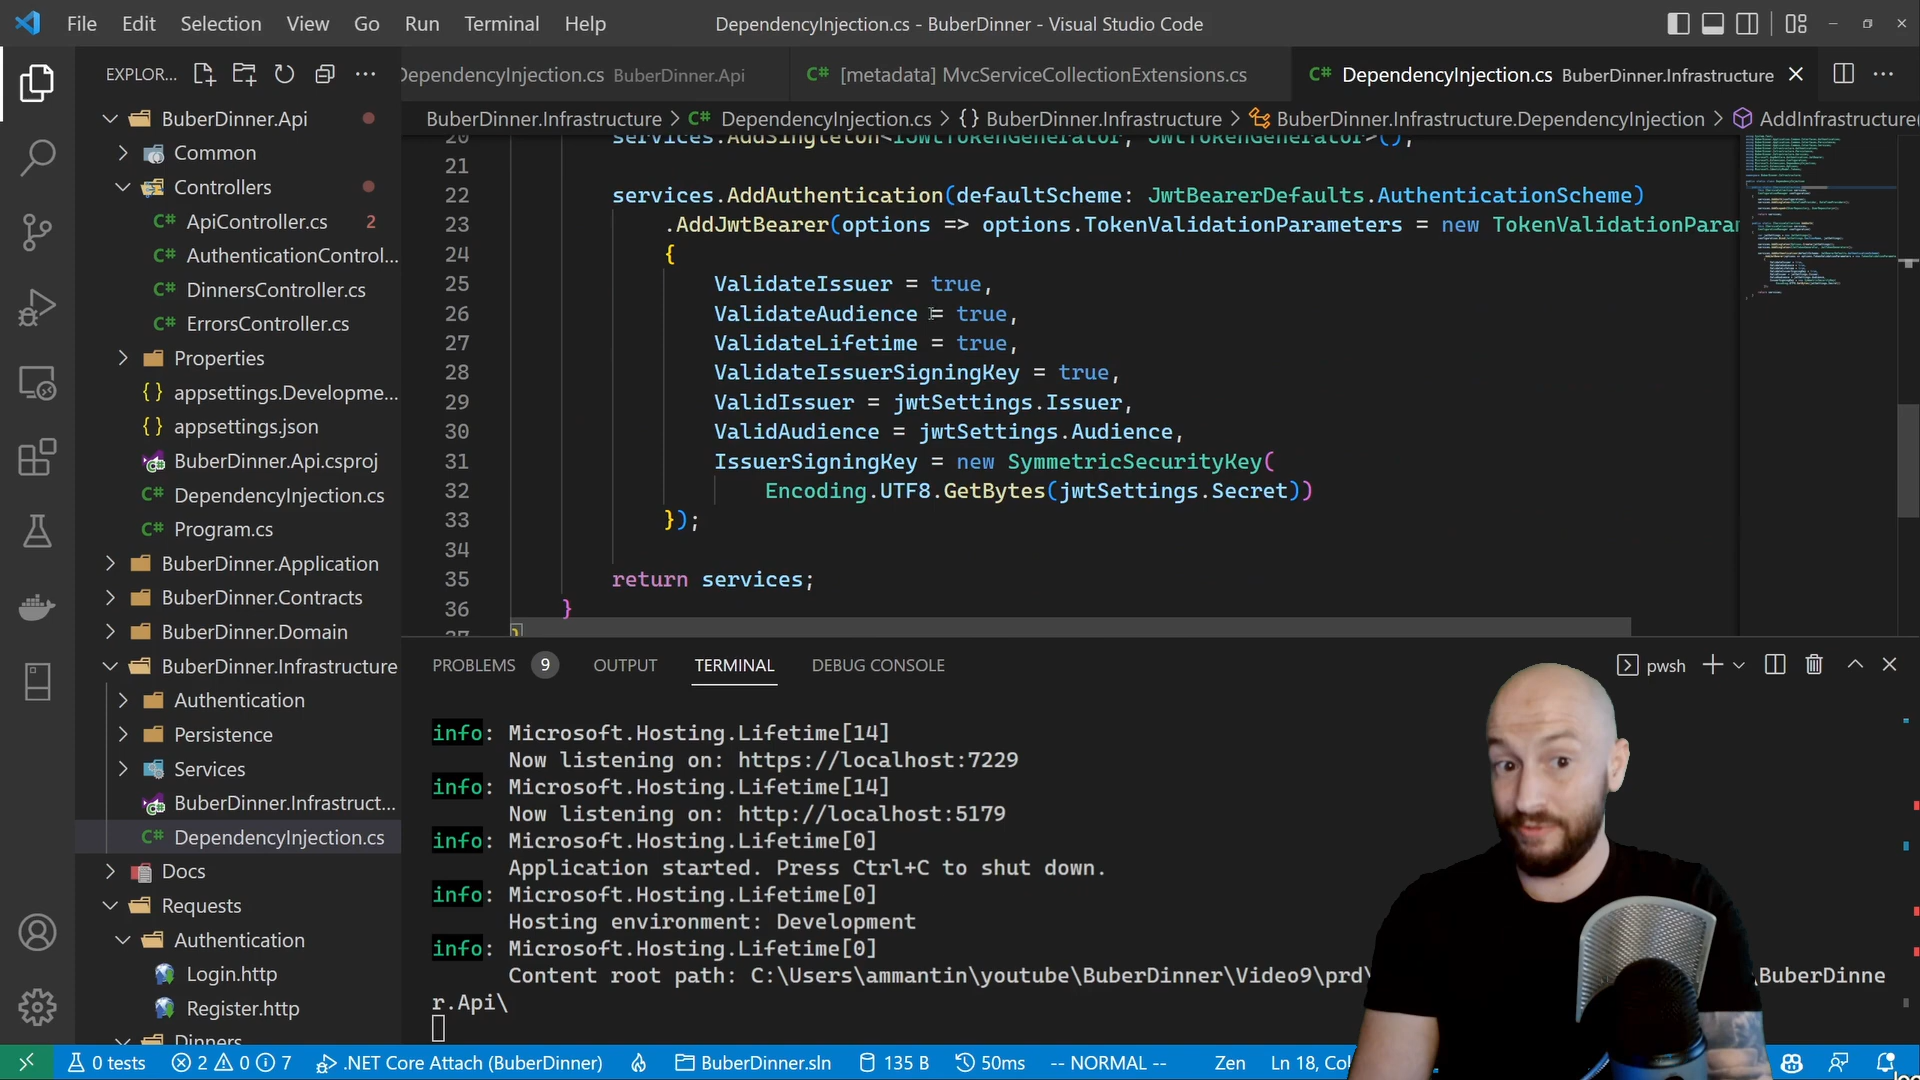 File Edit Selection View Go Run Terminal Help
DependencyInjection.cs - BuberDinner - Visual Studio Code
EXPLOR...
DependencyInjection.cs BuberDinner.Api
C# [metadata] MvcServiceCollectionExtensions.cs
C# DependencyInjection.cs BuberDinner.Infrastructure
BuberDinner.Infrastructure > C# DependencyInjection.cs > {} BuberDinner.Infrastructure > BuberDinner.Infrastructure.DependencyInjection > AddInfrastructure(
BuberDinner.Api
Common
Controllers
C# ApiController.cs 2
C# AuthenticationControl...
C# DinnersController.cs
C# ErrorsController.cs
Properties
{} appsettings.Developme...
{} appsettings.json
BuberDinner.Api.csproj
C# DependencyInjection.cs
C# Program.cs
BuberDinner.Application
BuberDinner.Contracts
BuberDinner.Domain
BuberDinner.Infrastructure
Authentication
Persistence
Services
BuberDinner.Infrastruct...
C# DependencyInjection.cs
Docs
Requests
Authentication
Login.http
Register.http
Dinners
20 services.AddSingleton<IJwtTokenGenerator, JwtTokenGenerator>();
21
22 services.AddAuthentication(defaultScheme: JwtBearerDefaults.AuthenticationScheme)
23 .AddJwtBearer(options => options.TokenValidationParameters = new TokenValidationParam
24 {
25 ValidateIssuer = true,
26 ValidateAudience = true,
27 ValidateLifetime = true,
28 ValidateIssuerSigningKey = true,
29 ValidIssuer = jwtSettings.Issuer,
30 ValidAudience = jwtSettings.Audience,
31 IssuerSigningKey = new SymmetricSecurityKey(
32 Encoding.UTF8.GetBytes(jwtSettings.Secret))
33 });
34
35 return services;
36 }
37 }
PROBLEMS 9 OUTPUT TERMINAL DEBUG CONSOLE
pwsh
info: Microsoft.Hosting.Lifetime[14]
Now listening on: https://localhost:7229
info: Microsoft.Hosting.Lifetime[14]
Now listening on: http://localhost:5179
info: Microsoft.Hosting.Lifetime[0]
Application started. Press Ctrl+C to shut down.
info: Microsoft.Hosting.Lifetime[0]
Hosting environment: Development
info: Microsoft.Hosting.Lifetime[0]
Content root path: C:\Users\ammantin\youtube\BuberDinner\Video9\prd\ \BuberDinne
r.Api\
0 tests 2 0 7 .NET Core Attach (BuberDinner) BuberDinner.sln 135 B 50ms -- NORMAL -- Zen Ln 18, Co